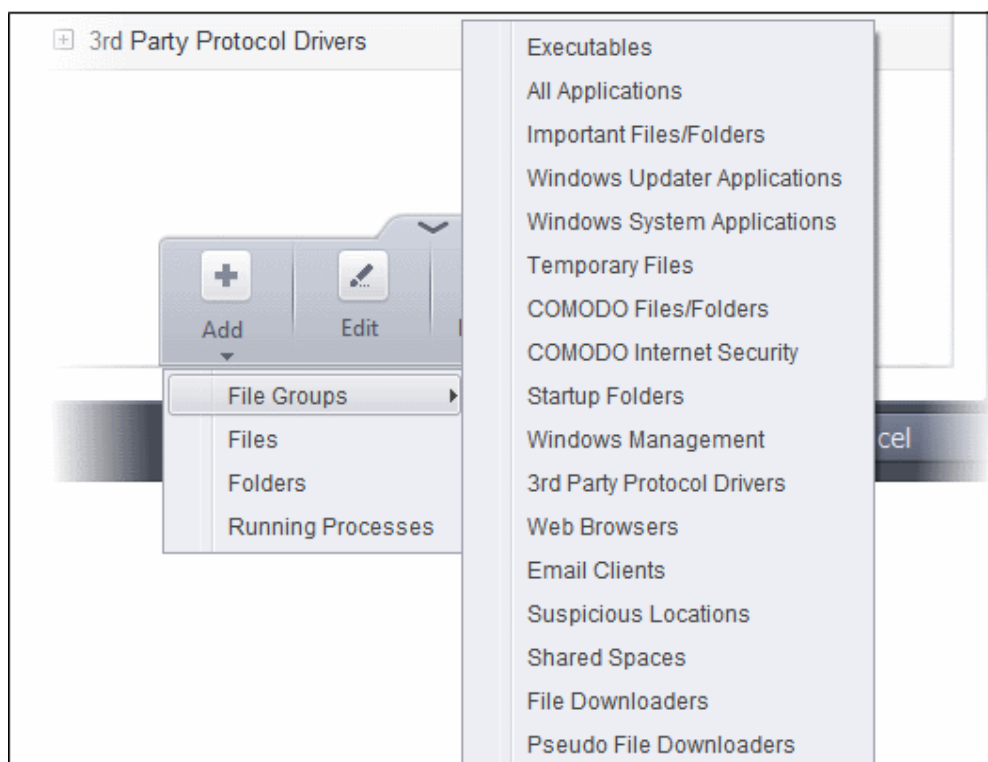 3rd Party Protocol Drivers
Add
Edit
File Groups
Files
Folders
Running Processes
Executables
All Applications
Important Files/Folders
Windows Updater Applications
Windows System Applications
Temporary Files
COMODO Files/Folders
COMODO Internet Security
Startup Folders
Windows Management
3rd Party Protocol Drivers
Web Browsers
Email Clients
Suspicious Locations
Shared Spaces
File Downloaders
Pseudo File Downloaders
cel